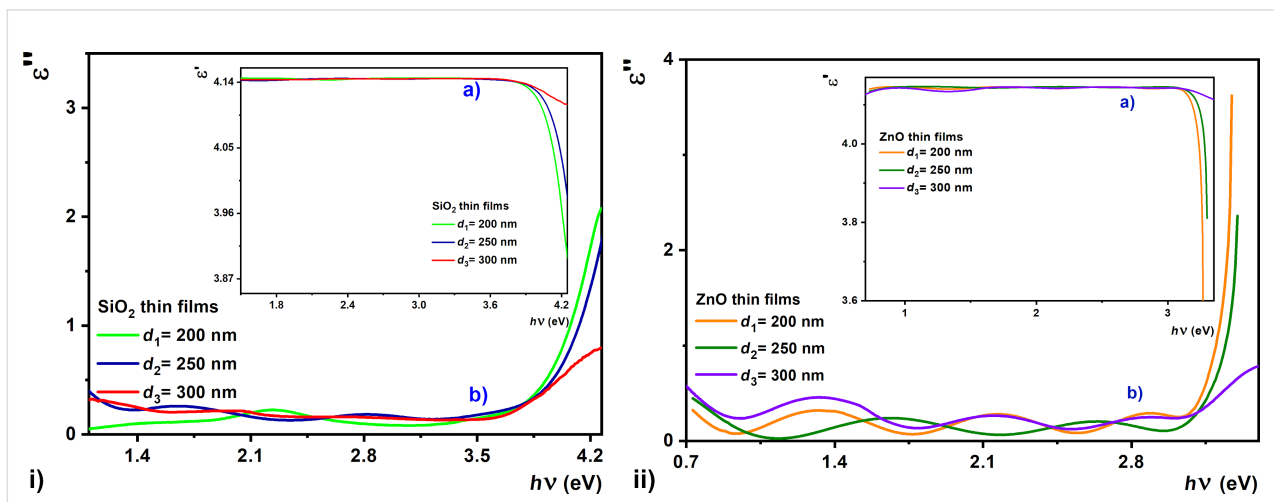 ε''
3
2
1
0
1.4
2.1
2.8
3.5
4.2
hν (eV)
i)
SiO₂ thin films
d₁= 200 nm
d₂= 250 nm
d₃= 300 nm
b)
ε'
4.14
4.05
3.96
3.87
1.8
2.4
3.0
3.6
4.2
hν (eV)
a)
SiO₂ thin films
d₁= 200 nm
d₂= 250 nm
d₃= 300 nm
ε''
4
2
0
0.7
1.4
2.1
2.8
hν (eV)
ii)
ZnO thin films
d₁= 200 nm
d₂= 250 nm
d₃= 300 nm
b)
ε'
4.0
3.8
3.6
1
2
3
hν (eV)
a)
ZnO thin films
d₁= 200 nm
d₂= 250 nm
d₃= 300 nm